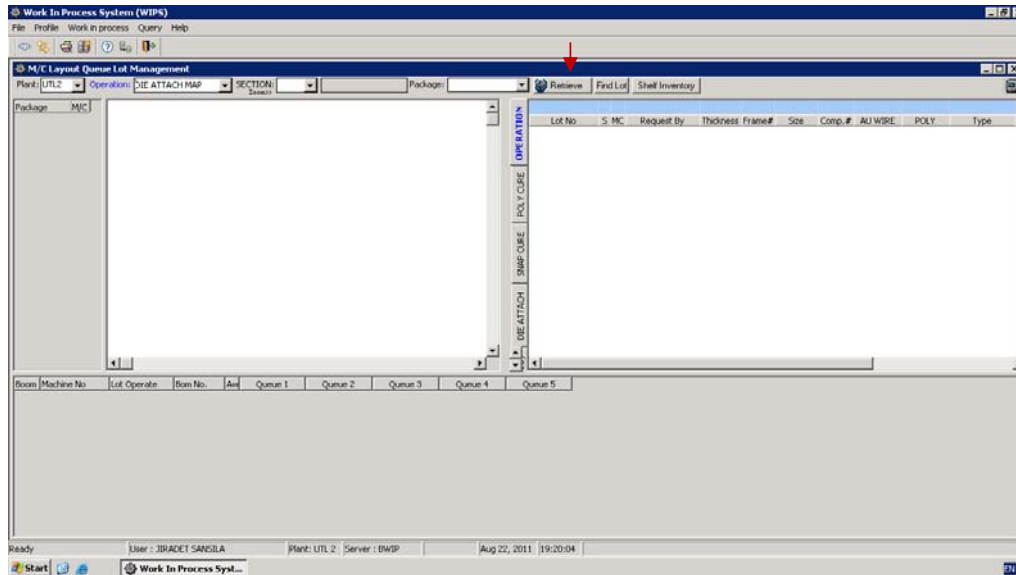 Work In Process System (WIPS)
File Profile Work in process Query Help
M/C Layout Queue Lot Management
Plant: UTL2 Operation: DIE ATTACH MAP SECTION: Package: Retrieve Find Lot Shelf Inventory
Zoom>>
Package M/C
OPERATION
POLY CURE
SNAP CURE
DIE ATTACH
Lot No S MC Request By Thickness Frame# Size Comp.# AU WIRE POLY Type
Boom Machine No Lot Operate Bom No. Queue 1 Queue 2 Queue 3 Queue 4 Queue 5
Ready User : JIRADET SANSILA Plant: UTL 2 Server : BWIP Aug 22, 2011 19:20:04
Start Work In Process Syst... EN